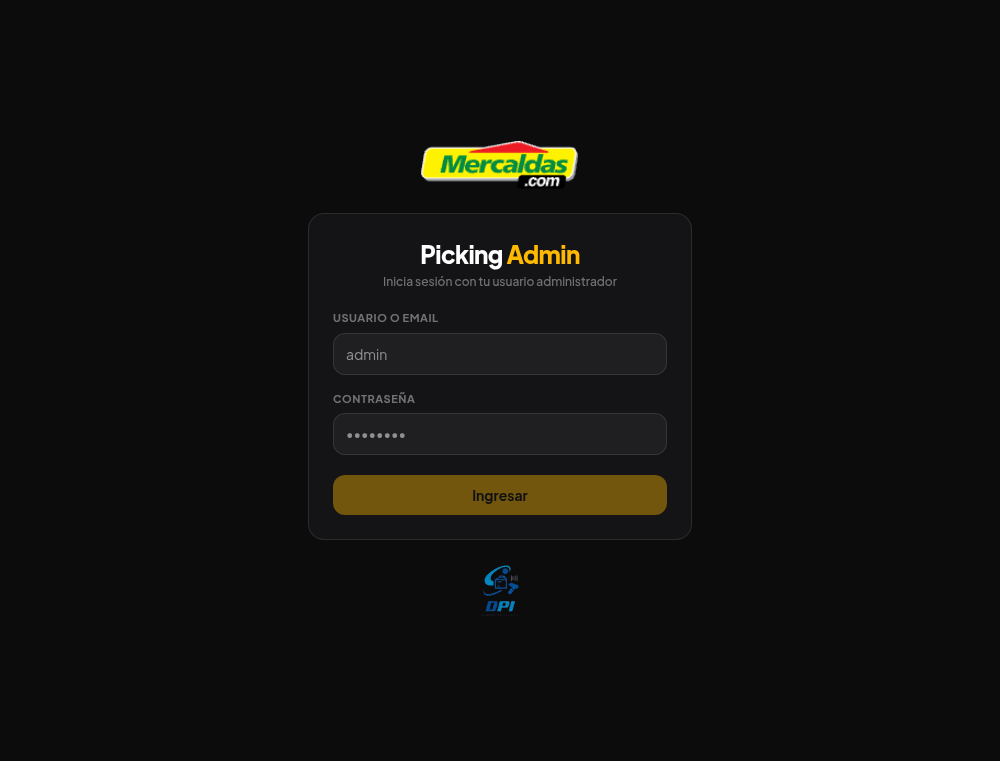 Mercaldas
.com
Picking Admin
Inicia sesión con tu usuario administrador
USUARIO O EMAIL
admin
CONTRASEÑA
••••••••
Ingresar
DPI